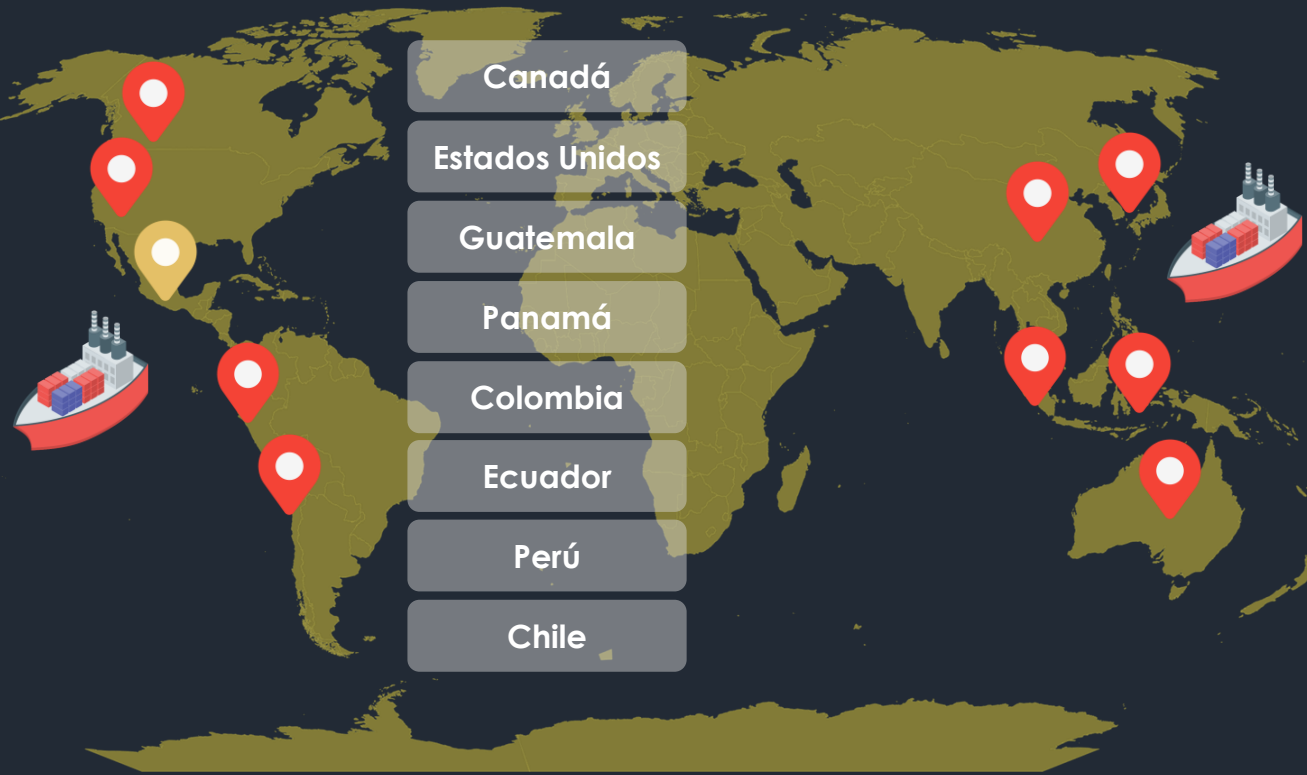 Canadá
Estados Unidos
Guatemala
Panamá
Colombia
Ecuador
Perú
Chile